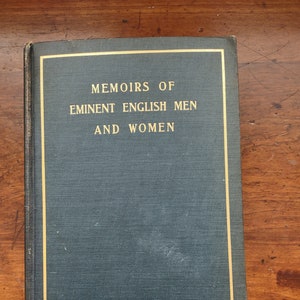 MEMOIRS OF
EMINENT ENGLISH MEN
AND WOMEN